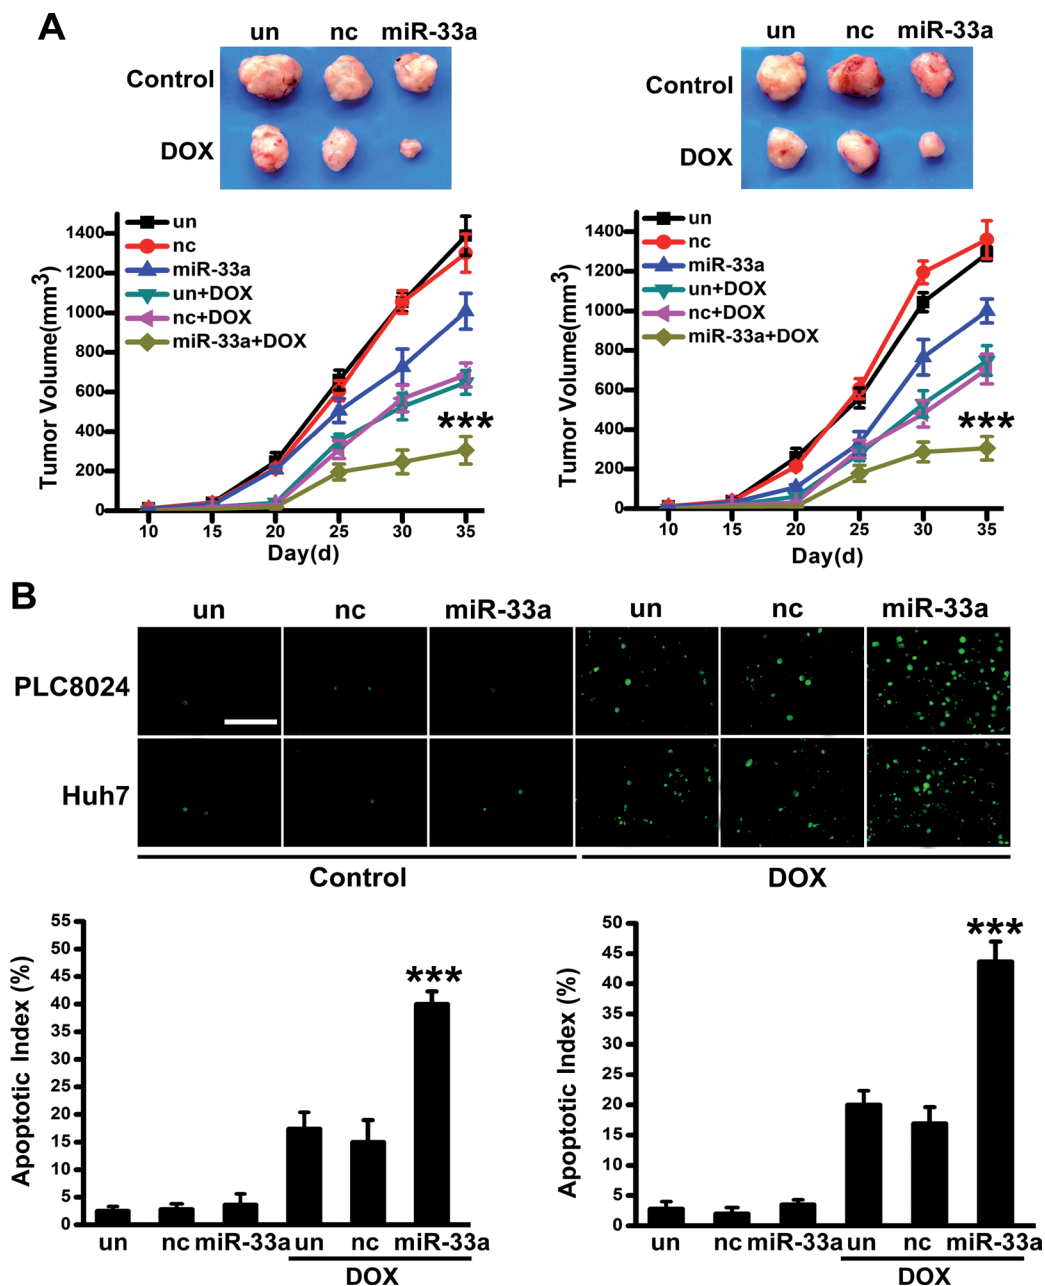 A
un nc miR-33a
Control
DOX
un nc miR-33a
Control
DOX
Tumor Volume(mm3)
1400
1200
1000
800
600
400
200
0
un
nc
miR-33a
un+DOX
nc+DOX
miR-33a+DOX
***
10 15 20 25 30 35
Day(d)
Tumor Volume(mm3)
1400
1200
1000
800
600
400
200
0
un
nc
miR-33a
un+DOX
nc+DOX
miR-33a+DOX
***
10 15 20 25 30 35
Day(d)
B
un nc miR-33a un nc miR-33a
PLC8024
Huh7
Control DOX
Apoptotic Index (%)
55
50
45
40
35
30
25
20
15
10
5
0
***
un nc miR-33a un nc miR-33a
DOX
Apoptotic Index (%)
50
45
40
35
30
25
20
15
10
5
0
***
un nc miR-33a un nc miR-33a
DOX